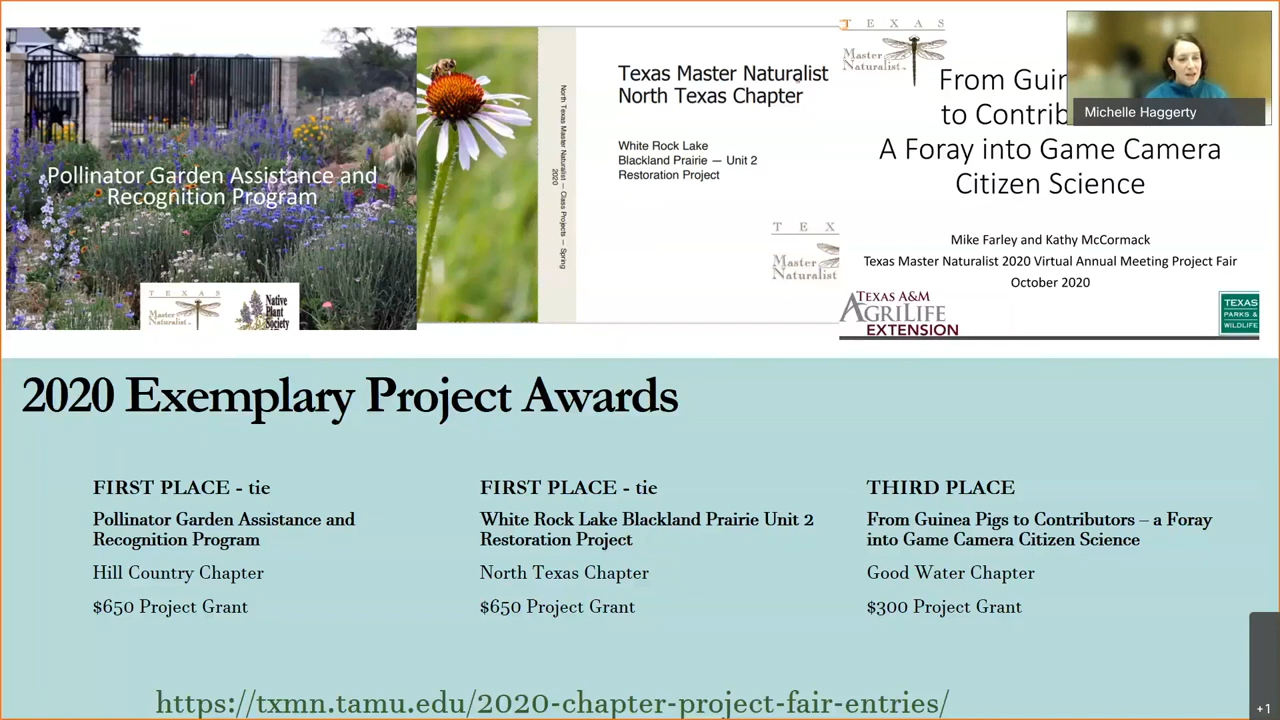 Pollinator Garden Assistance and
Recognition Program
TEXAS
Master
Naturalist
Native
Plant
Society
North Texas Master Naturalist — Class Projects — Spring
2020
Texas Master Naturalist
North Texas Chapter
White Rock Lake
Blackland Prairie — Unit 2
Restoration Project
TEX
Master
Naturalist
TEXAS
Master
Naturalist
From Guin
to Contrib
A Foray into Game Camera
Citizen Science
Mike Farley and Kathy McCormack
Texas Master Naturalist 2020 Virtual Annual Meeting Project Fair
October 2020
TEXAS A&M
AGRILIFE
EXTENSION
TEXAS
PARKS &
WILDLIFE
Michelle Haggerty
2020 Exemplary Project Awards
FIRST PLACE - tie
Pollinator Garden Assistance and
Recognition Program
Hill Country Chapter
$650 Project Grant
FIRST PLACE - tie
White Rock Lake Blackland Prairie Unit 2
Restoration Project
North Texas Chapter
$650 Project Grant
THIRD PLACE
From Guinea Pigs to Contributors – a Foray
into Game Camera Citizen Science
Good Water Chapter
$300 Project Grant
https://txmn.tamu.edu/2020-chapter-project-fair-entries/
+1